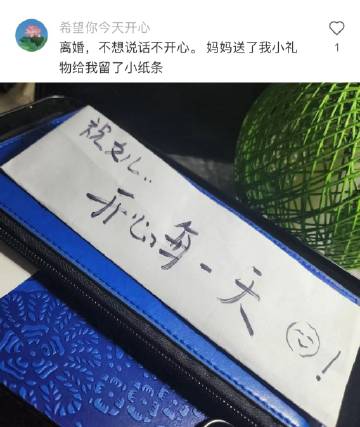 希望你今天开心
离婚，不想说话不开心。妈妈送了我小礼
物给我留了小纸条
1
祝女儿..
开心每一天
!